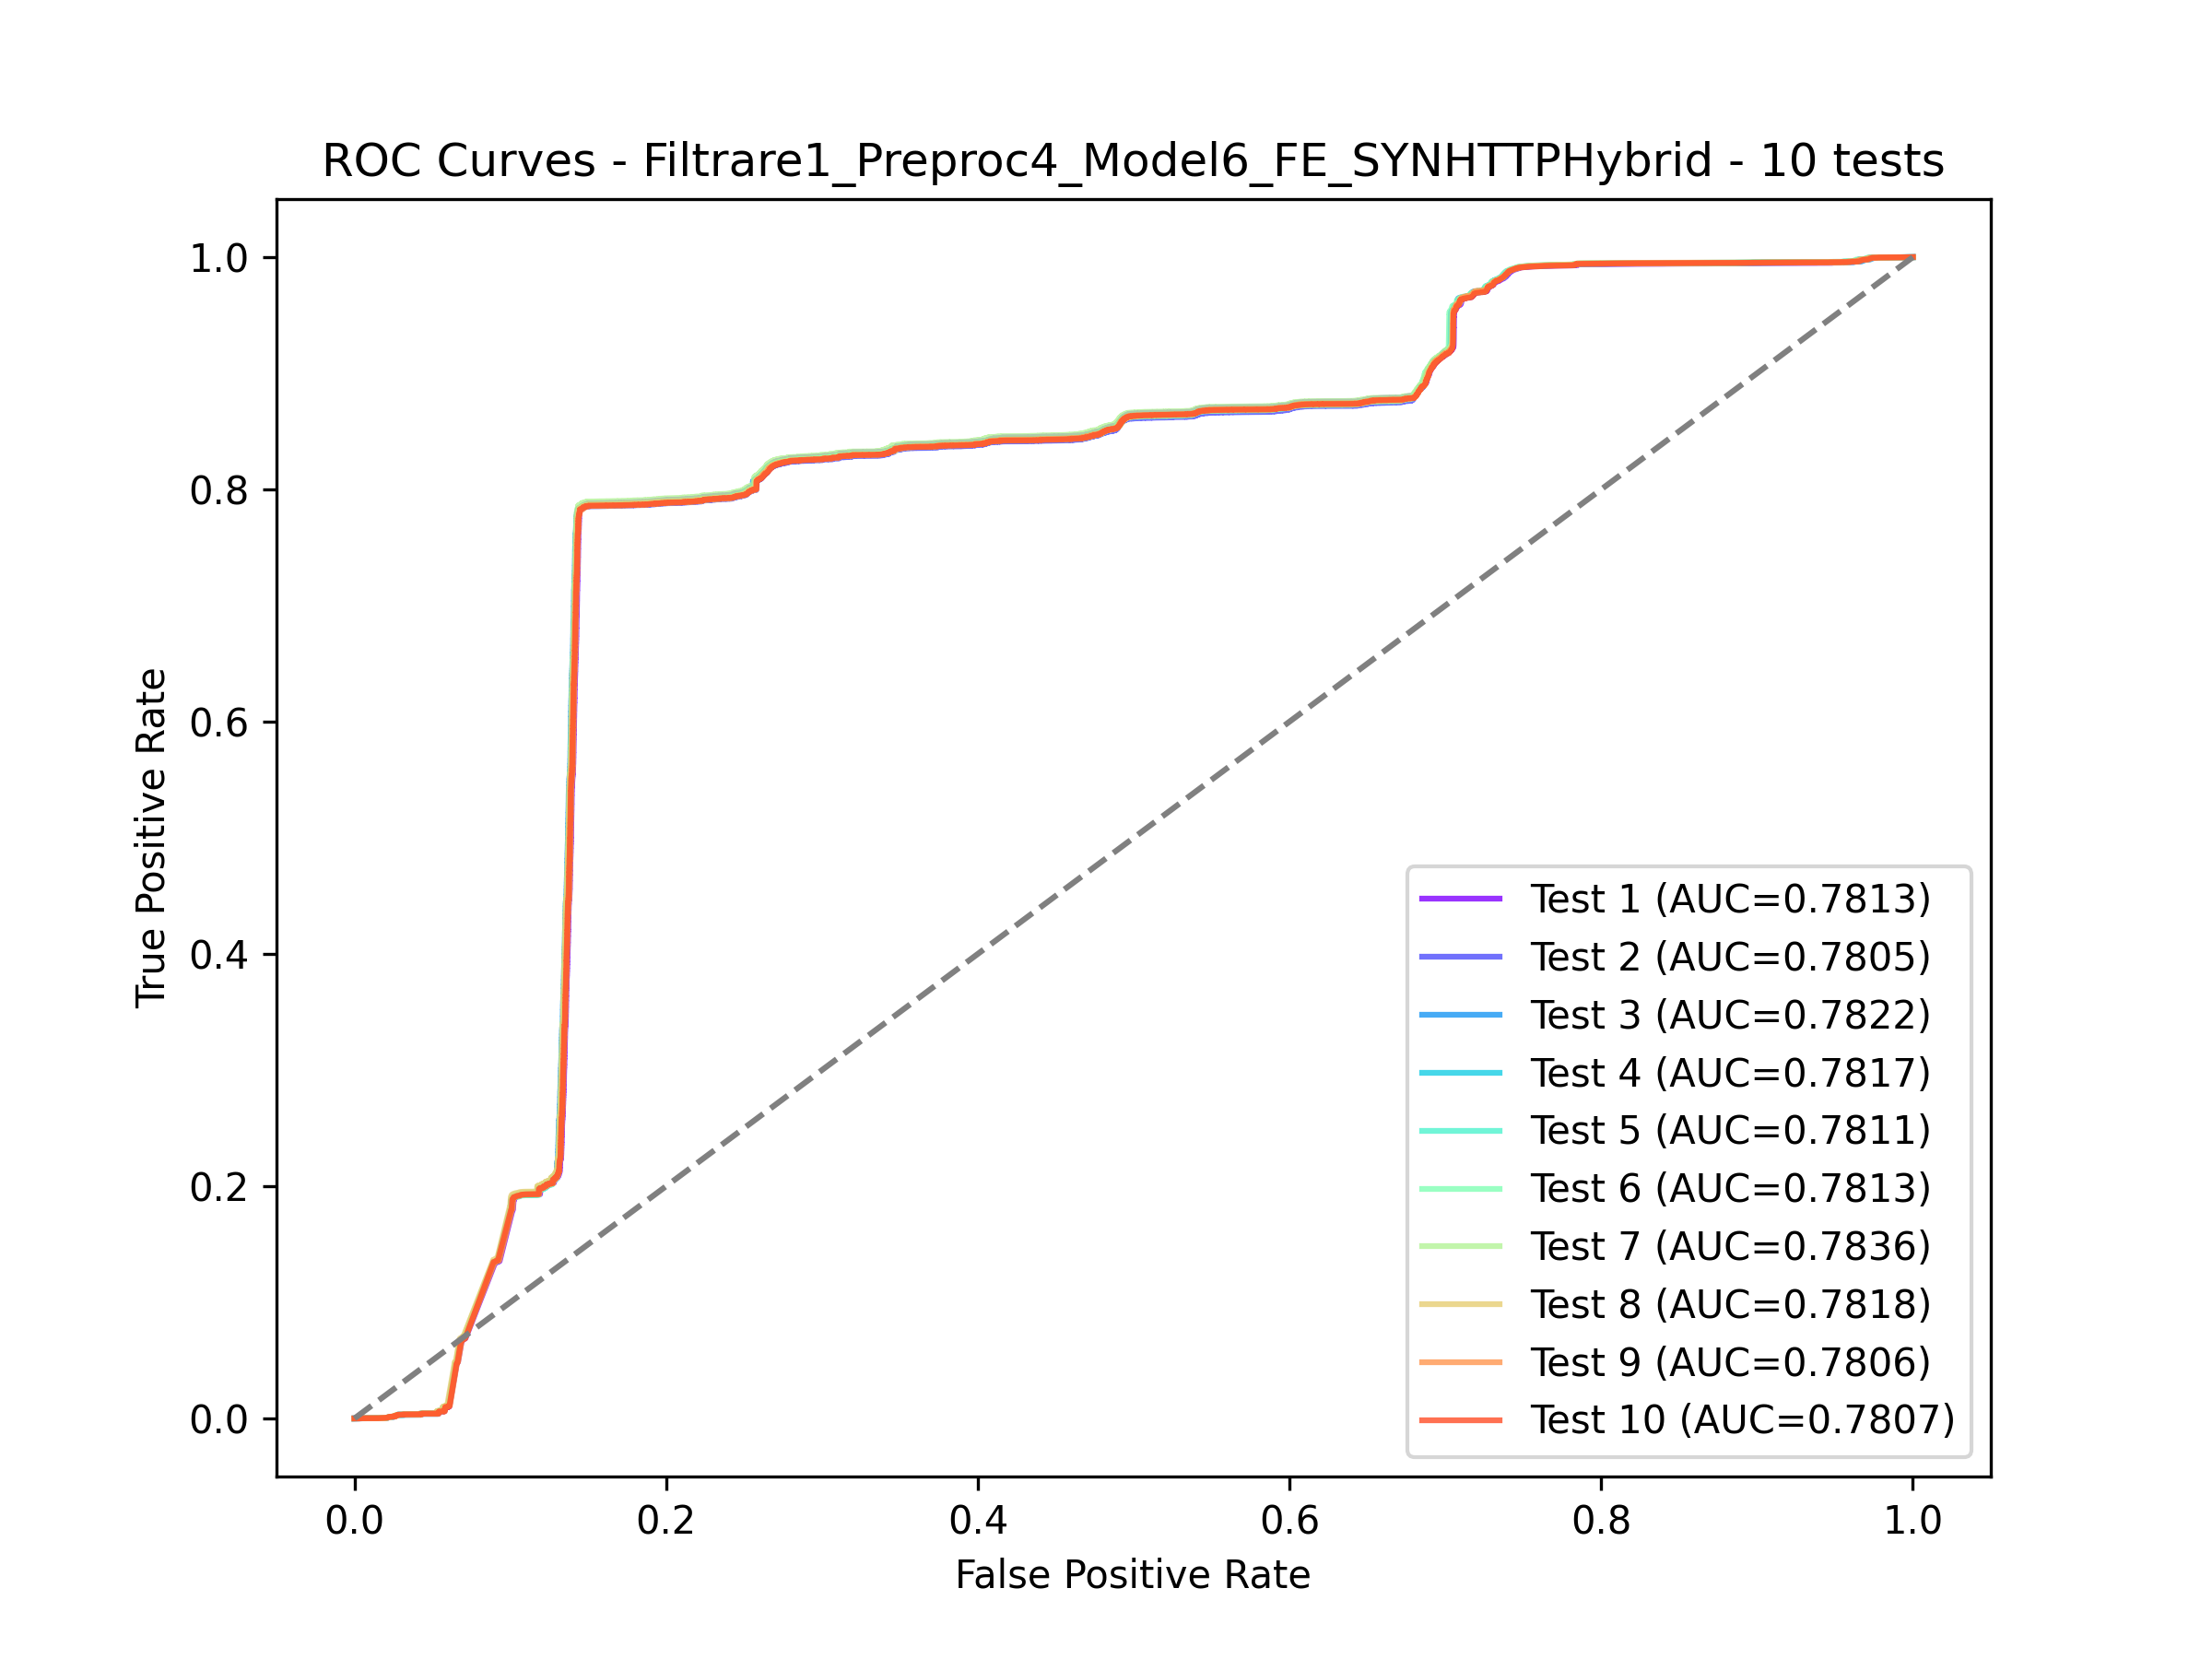 ROC Curves - Filtrare1_Preproc4_Model6_FE_SYNHTTPHybrid - 10 tests
1.0
0.8
0.6
0.4
0.2
0.0
True Positive Rate
Test 1 (AUC=0.7813)
Test 2 (AUC=0.7805)
Test 3 (AUC=0.7822)
Test 4 (AUC=0.7817)
Test 5 (AUC=0.7811)
Test 6 (AUC=0.7813)
Test 7 (AUC=0.7836)
Test 8 (AUC=0.7818)
Test 9 (AUC=0.7806)
Test 10 (AUC=0.7807)
0.0 0.2 0.4 0.6 0.8 1.0
False Positive Rate